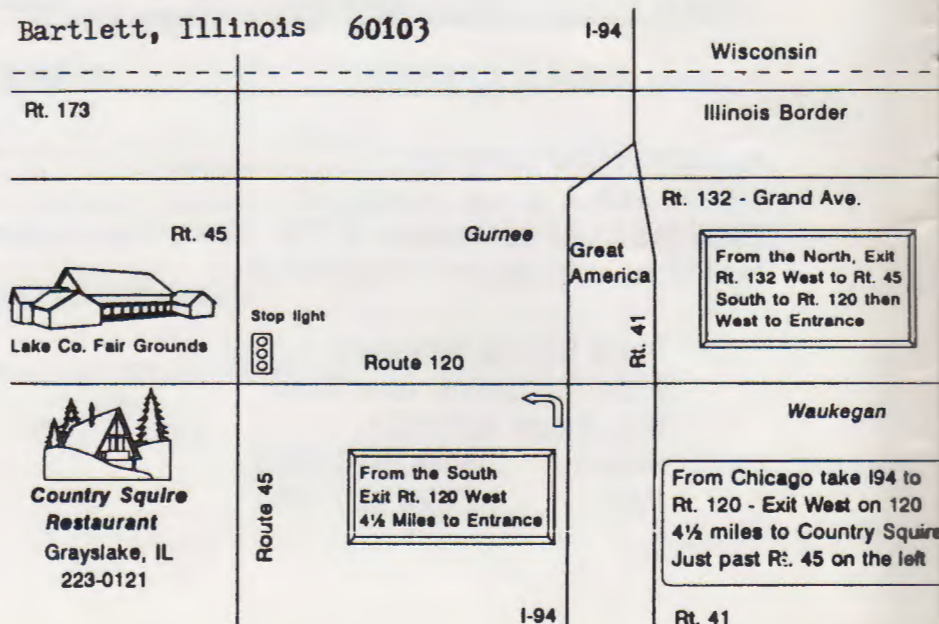 Bartlett, Illinois 60103
I-94
Wisconsin
Rt. 173
Illinois Border
Rt. 132 - Grand Ave.
Rt. 45
Gurnee
Great
America
From the North, Exit
Rt. 132 West to Rt. 45
South to Rt. 120 then
West to Entrance
Stop light
Lake Co. Fair Grounds
Route 120
Rt. 41
Waukegan
Country Squire
Restaurant
Grayslake, IL
223-0121
Route 45
From the South
Exit Rt. 120 West
4½ Miles to Entrance
From Chicago take I94 to
Rt. 120 - Exit West on 120
4½ miles to Country Squire
Just past Rt. 45 on the left
I-94
Rt. 41